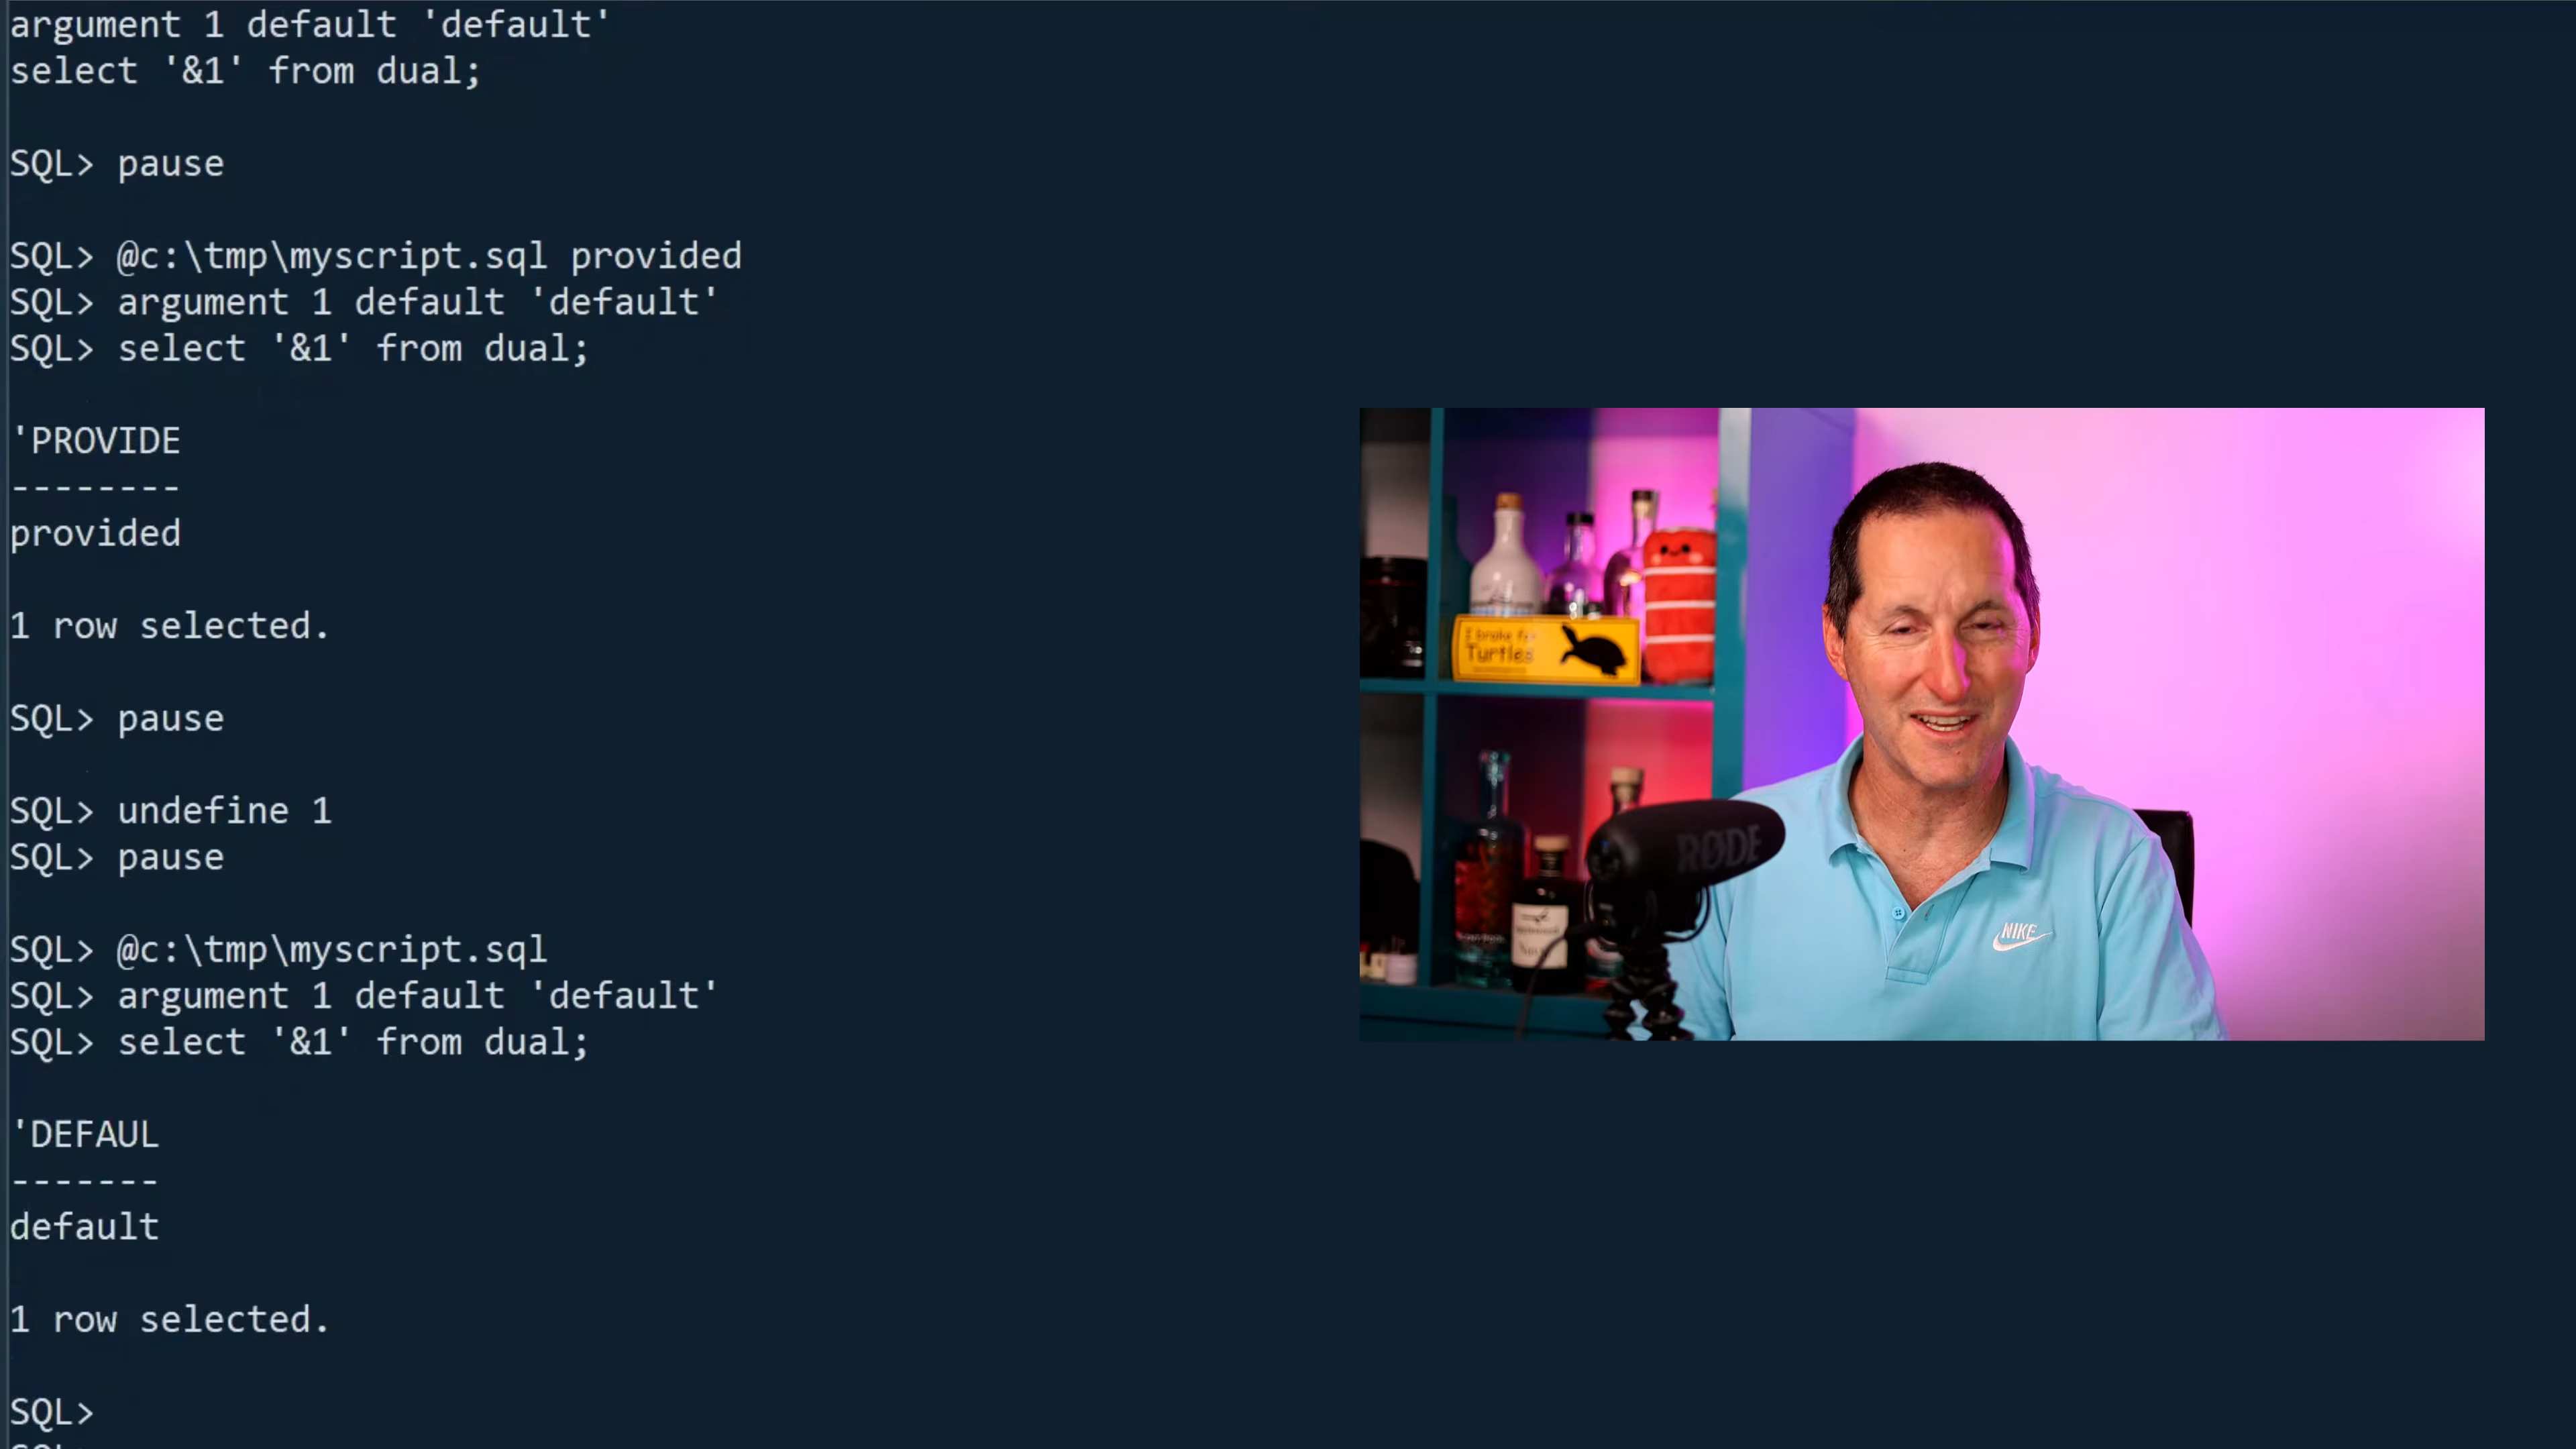 argument 1 default 'default'
select '&1' from dual;
SQL> pause
SQL> @c:\tmp\myscript.sql provided
SQL> argument 1 default 'default'
SQL> select '&1' from dual;
'PROVIDE
--------
provided
1 row selected.
SQL> pause
SQL> undefine 1
SQL> pause
SQL> @c:\tmp\myscript.sql
SQL> argument 1 default 'default'
SQL> select '&1' from dual;
'DEFAUL
-------
default
1 row selected.
SQL>
I brake for
Turtles
RØDE
NIKE